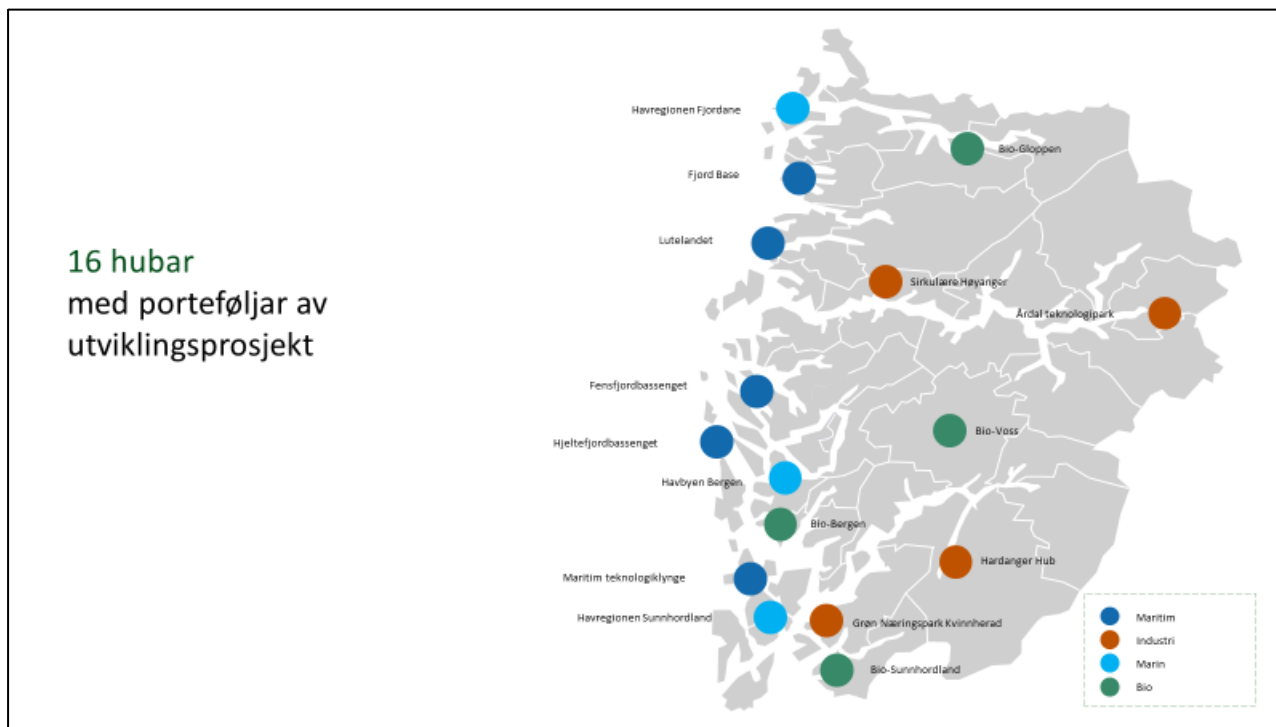 16 hubar
med porteføljar av
utviklingsprosjekt
Havregionen Fjordane
Bio-Gloppen
Fjord Base
Lutelandet
Sirkulære Høyanger
Årdal teknologipark
Fensfjordbassenget
Bio-Voss
Hjeltefjordbassenget
Havbyen Bergen
Bio-Bergen
Hardanger Hub
Maritim teknologiklynge
Havregionen Sunnhordland
Grøn Næringspark Kvinnherad
Bio-Sunnhordland
Maritim
Industri
Marin
Bio